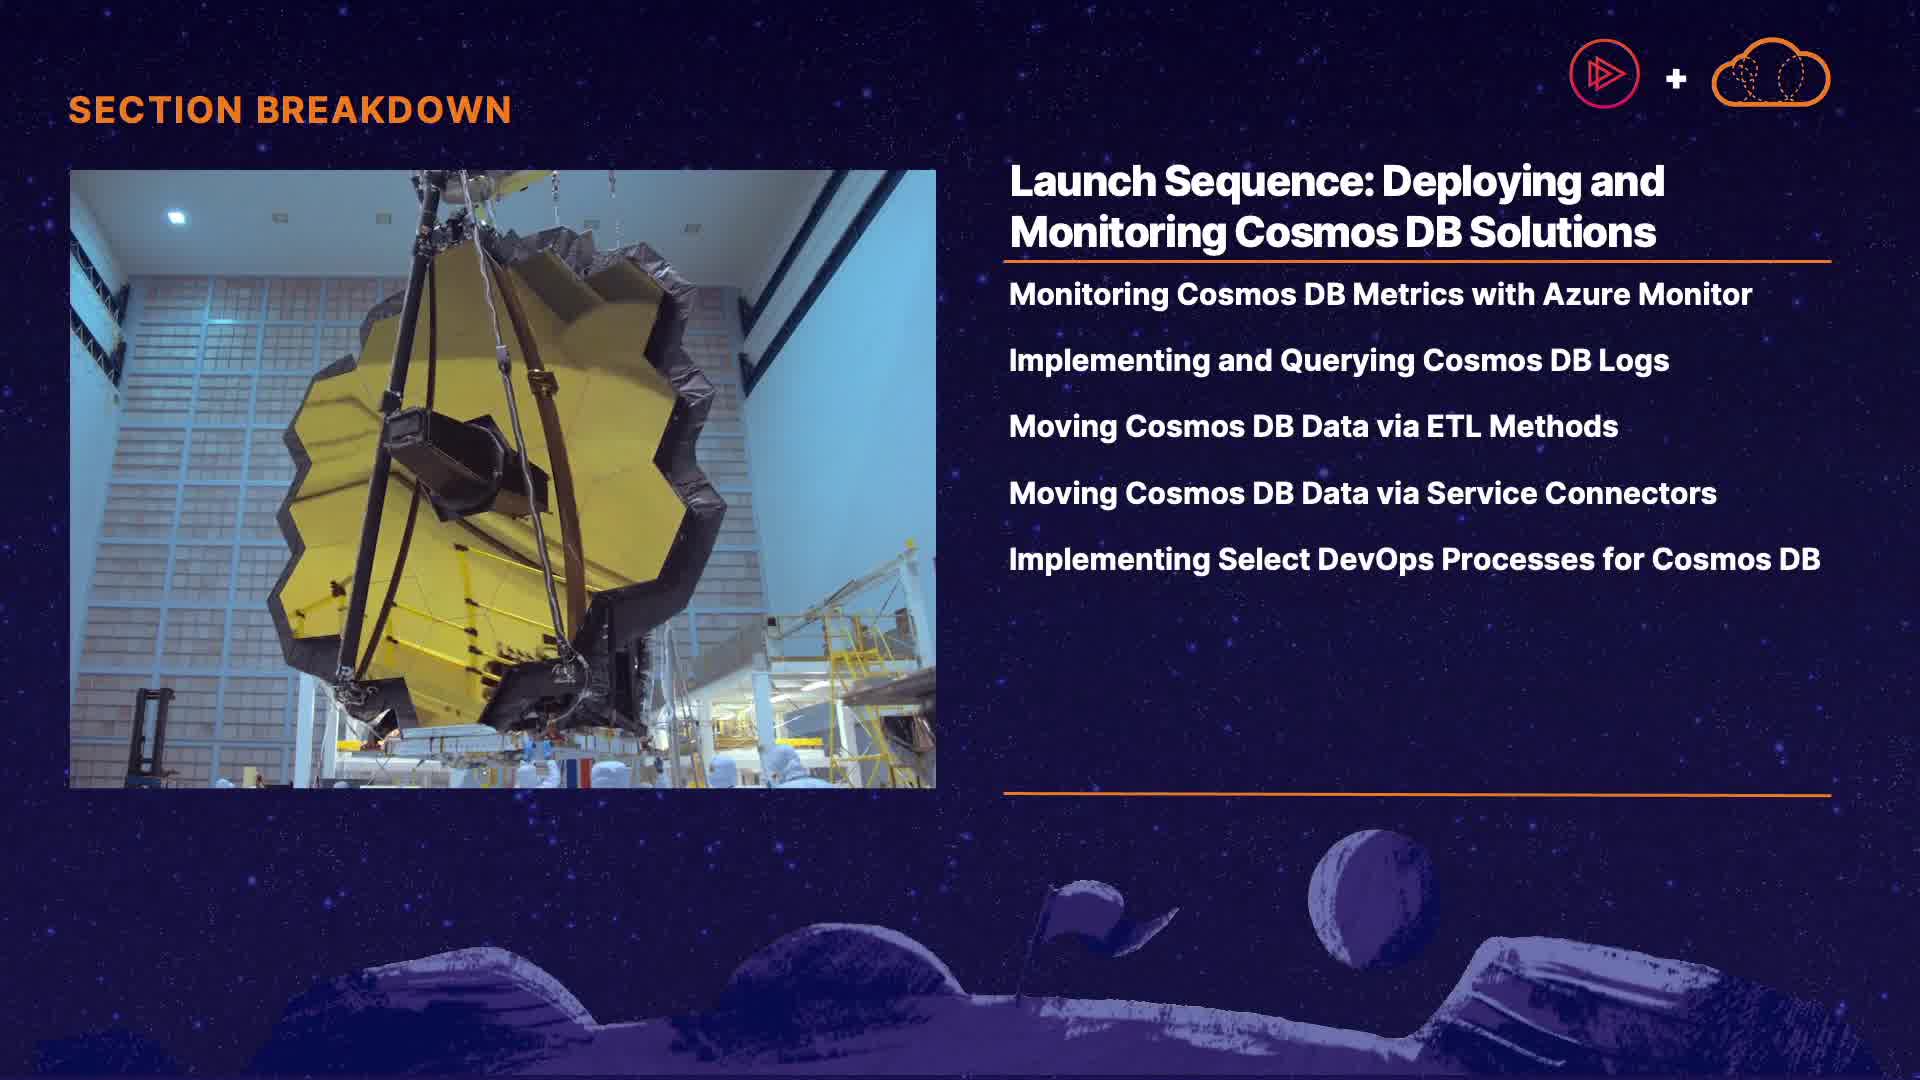 SECTION BREAKDOWN
Launch Sequence: Deploying and
Monitoring Cosmos DB Solutions
Monitoring Cosmos DB Metrics with Azure Monitor
Implementing and Querying Cosmos DB Logs
Moving Cosmos DB Data via ETL Methods
Moving Cosmos DB Data via Service Connectors
Implementing Select DevOps Processes for Cosmos DB